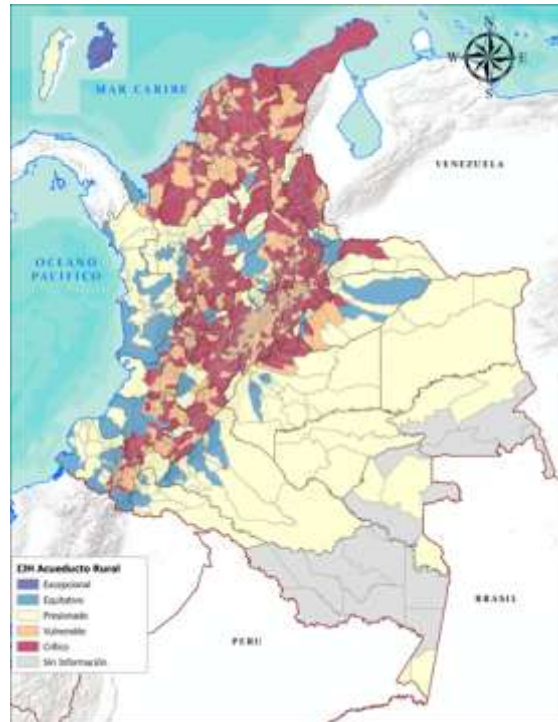 N
W E
S
MAR CARIBE
VENEZUELA
OCEANO
PACIFICO
EIH Acueducto Rural
Excepcional
Equitativo
Presionado
Vulnerable
Crítico
Sin Información
BRASIL
PERU